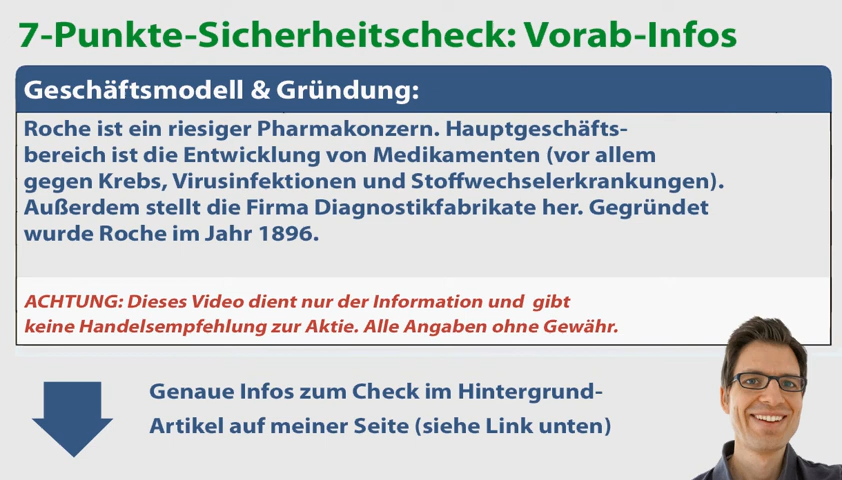 7-Punkte-Sicherheitscheck: Vorab-Infos
Geschäftsmodell & Gründung:
Roche ist ein riesiger Pharmakonzern. Hauptgeschäfts-
bereich ist die Entwicklung von Medikamenten (vor allem
gegen Krebs, Virusinfektionen und Stoffwechselerkrankungen).
Außerdem stellt die Firma Diagnostikfabrikate her. Gegründet
wurde Roche im Jahr 1896.
ACHTUNG: Dieses Video dient nur der Information und gibt
keine Handelsempfehlung zur Aktie. Alle Angaben ohne Gewähr.
Genaue Infos zum Check im Hintergrund-
Artikel auf meiner Seite (siehe Link unten)